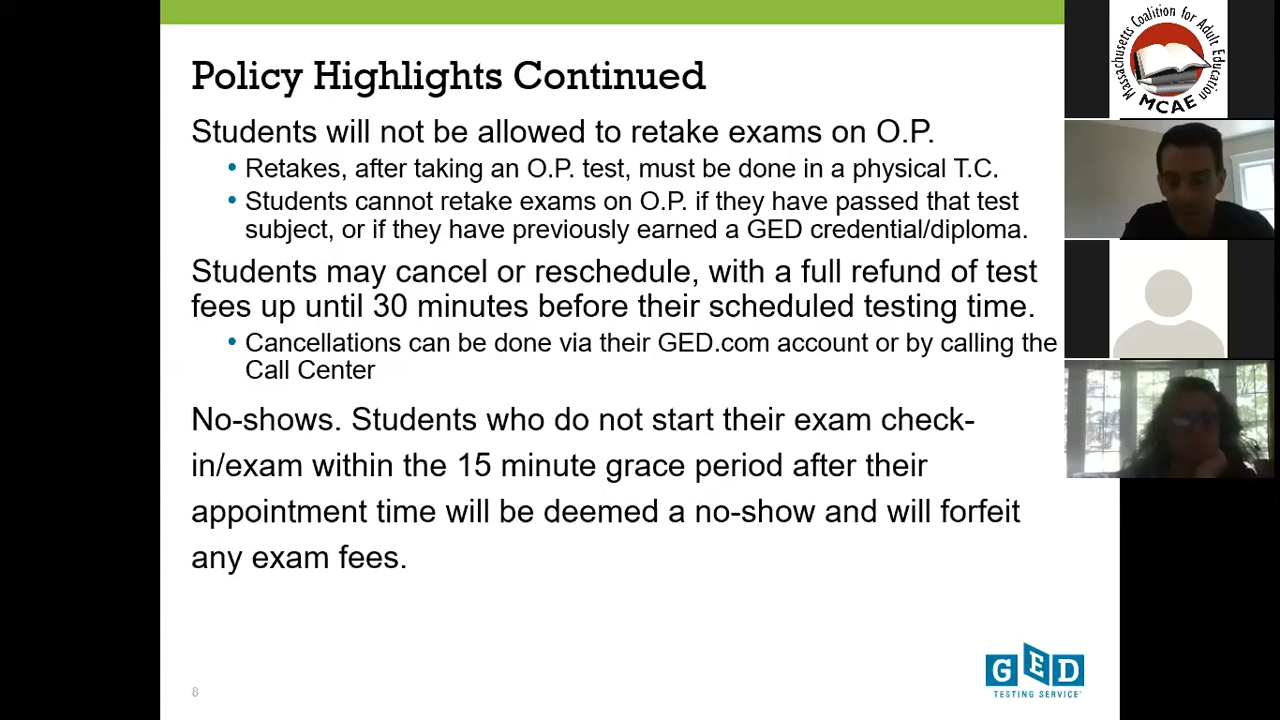 Policy Highlights Continued
Students will not be allowed to retake exams on O.P.
• Retakes, after taking an O.P. test, must be done in a physical T.C.
• Students cannot retake exams on O.P. if they have passed that test
subject, or if they have previously earned a GED credential/diploma.
Students may cancel or reschedule, with a full refund of test
fees up until 30 minutes before their scheduled testing time.
• Cancellations can be done via their GED.com account or by calling the
Call Center
No-shows. Students who do not start their exam check-
in/exam within the 15 minute grace period after their
appointment time will be deemed a no-show and will forfeit
any exam fees.
8
GED
TESTING SERVICE
Massachusetts Coalition for Adult Education
MCAE